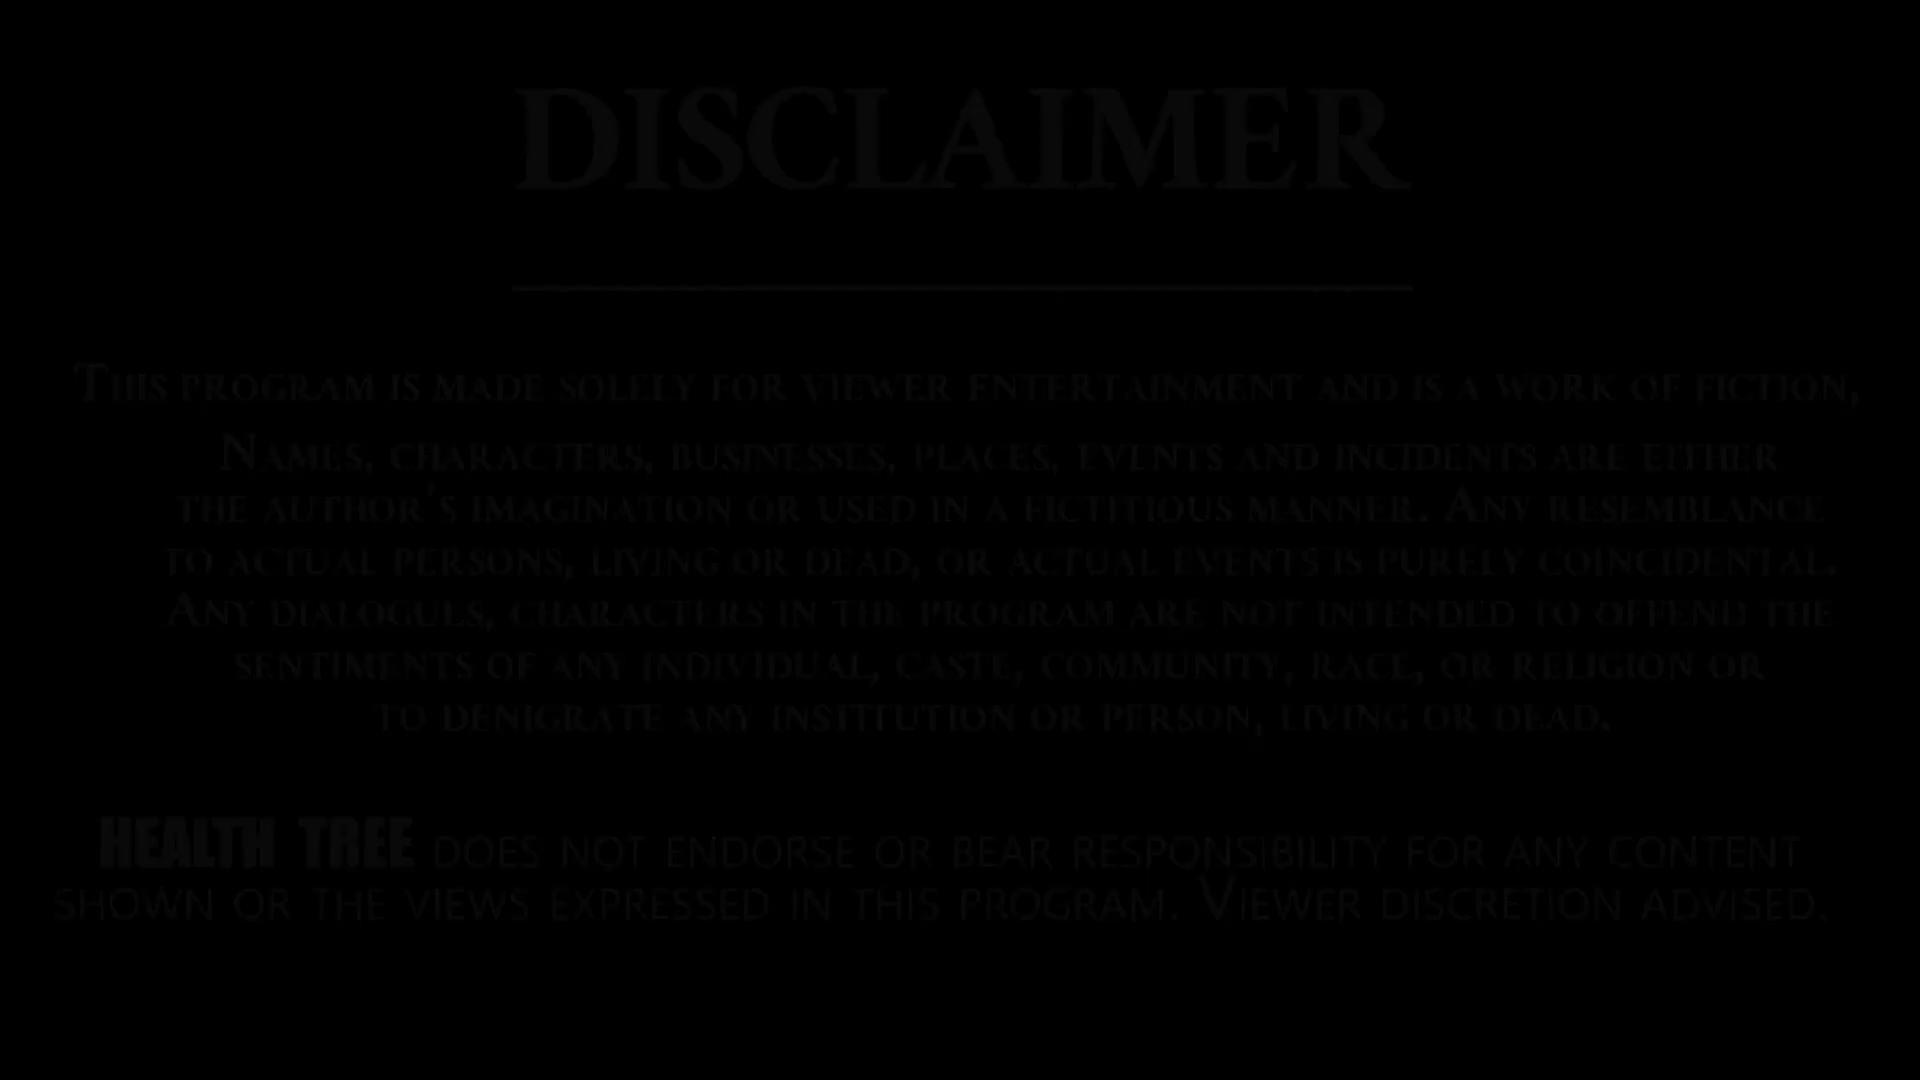 DISCLAIMER
THIS PROGRAM IS MADE SOLELY FOR VIEWER ENTERTAINMENT AND IS A WORK OF FICTION,
NAMES, CHARACTERS, BUSINESSES, PLACES, EVENTS AND INCIDENTS ARE EITHER
THE AUTHOR'S IMAGINATION OR USED IN A FICTITIOUS MANNER. ANY RESEMBLANCE
TO ACTUAL PERSONS, LIVING OR DEAD, OR ACTUAL EVENTS IS PURELY COINCIDENTAL.
ANY DIALOGUES, CHARACTERS IN THE PROGRAM ARE NOT INTENDED TO OFFEND THE
SENTIMENTS OF ANY INDIVIDUAL, CASTE, COMMUNITY, RACE, OR RELIGION OR
TO DENIGRATE ANY INSTITUTION OR PERSON, LIVING OR DEAD.
HEALTH TREE DOES NOT ENDORSE OR BEAR RESPONSIBILITY FOR ANY CONTENT
SHOWN OR THE VIEWS EXPRESSED IN THIS PROGRAM. VIEWER DISCRETION ADVISED.